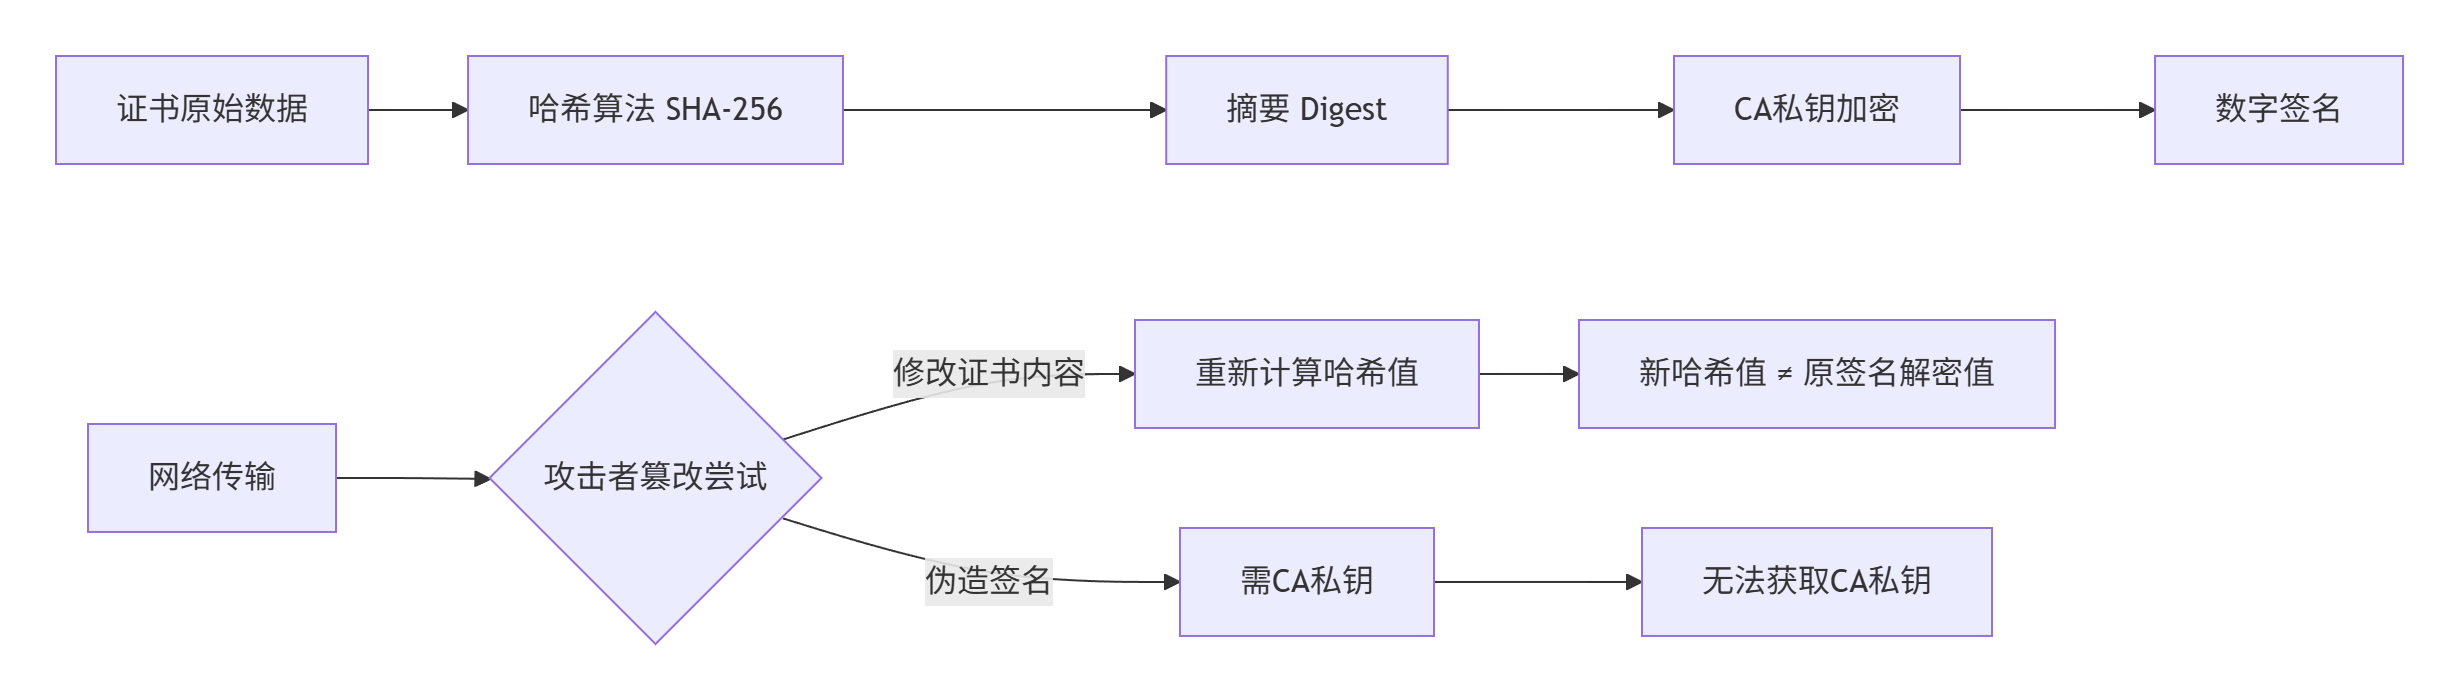 证书原始数据
哈希算法 SHA-256
摘要 Digest
CA私钥加密
数字签名
网络传输
攻击者篡改尝试
修改证书内容
重新计算哈希值
新哈希值 ≠ 原签名解密值
伪造签名
需CA私钥
无法获取CA私钥